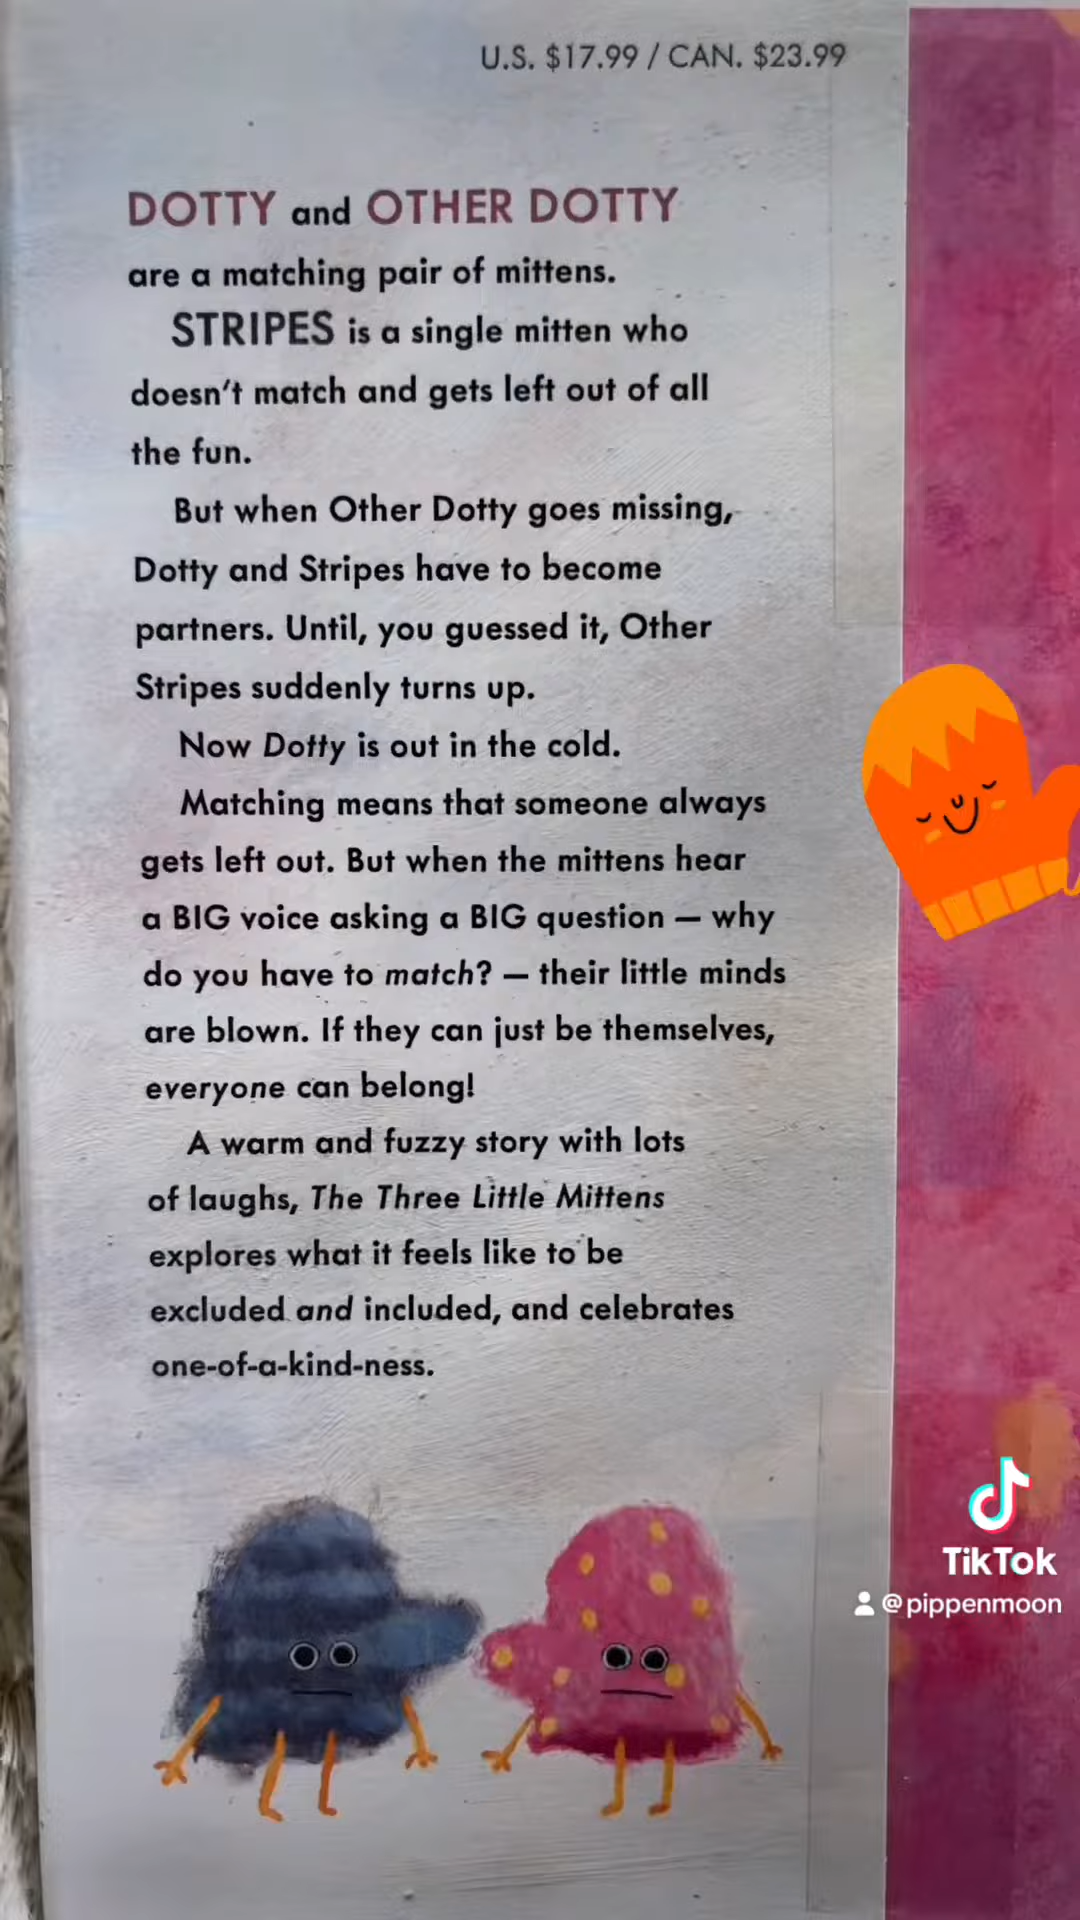 U.S. $17.99 / CAN. $23.99
DOTTY and OTHER DOTTY
are a matching pair of mittens.
STRIPES is a single mitten who
doesn't match and gets left out of all
the fun.
But when Other Dotty goes missing,
Dotty and Stripes have to become
partners. Until, you guessed it, Other
Stripes suddenly turns up.
Now Dotty is out in the cold.
Matching means that someone always
gets left out. But when the mittens hear
a BIG voice asking a BIG question — why
do you have to match? — their little minds
are blown. If they can just be themselves,
everyone can belong!
A warm and fuzzy story with lots
of laughs, The Three Little Mittens
explores what it feels like to be
excluded and included, and celebrates
one-of-a-kind-ness.
TikTok
@pippenmoon